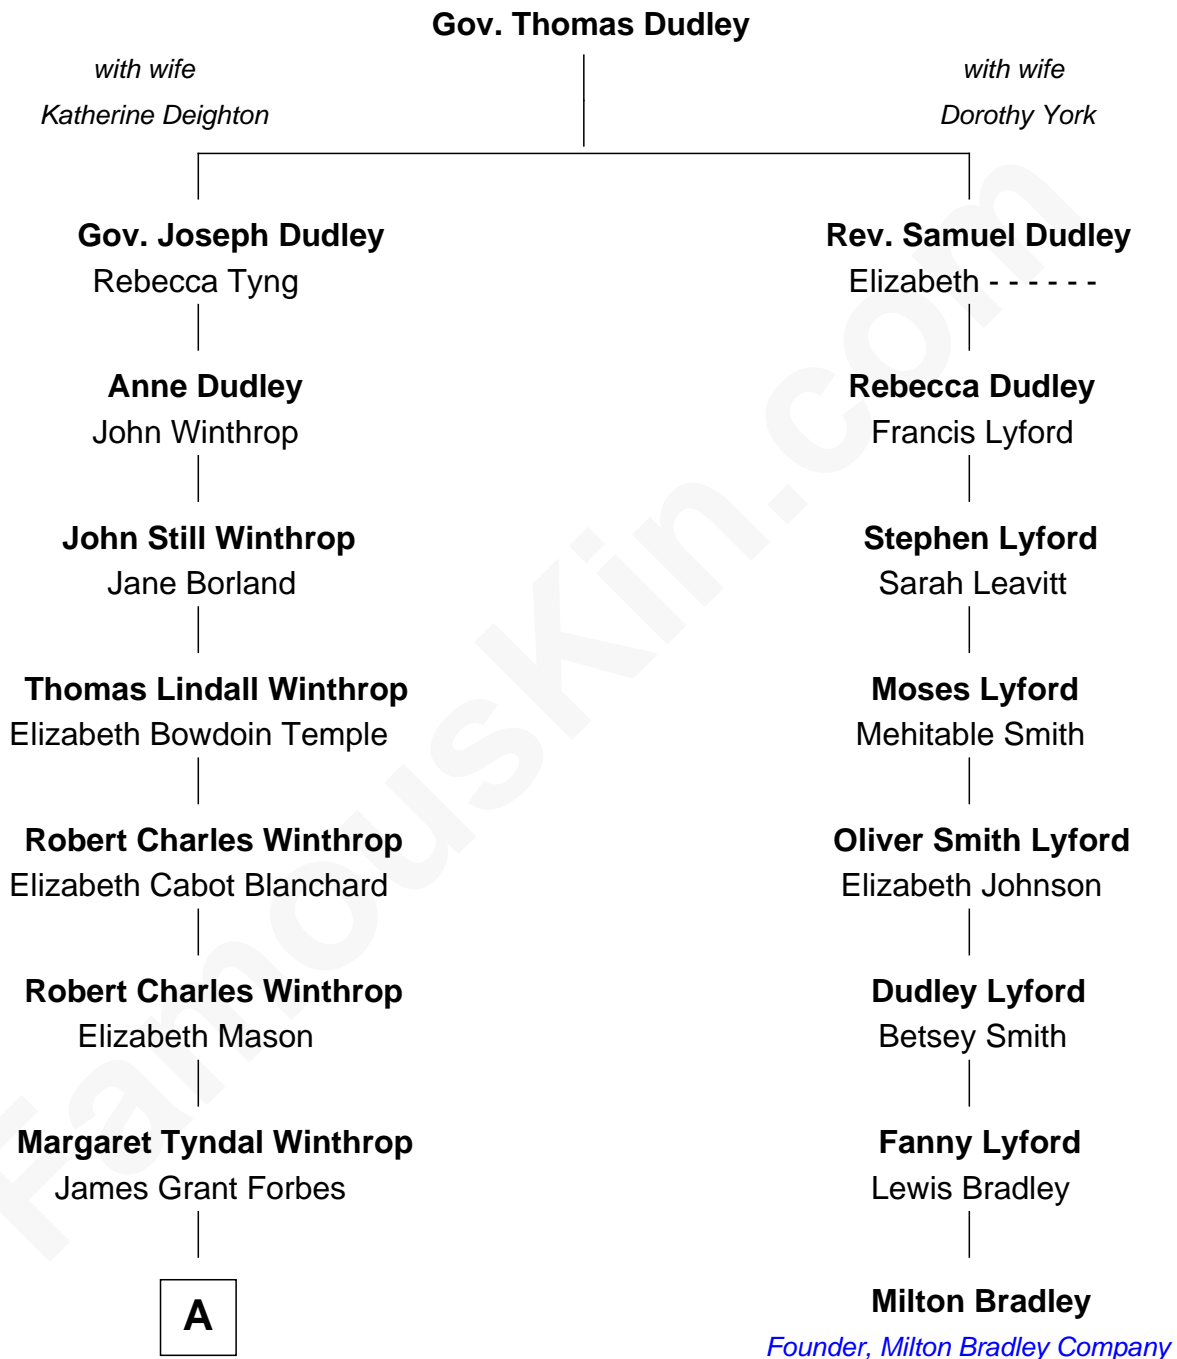 Gov. Thomas Dudley
with wife
Katherine Deighton
with wife
Dorothy York
Gov. Joseph Dudley
Rebecca Tyng
Rev. Samuel Dudley
Elizabeth - - - - - -
Anne Dudley
John Winthrop
Rebecca Dudley
Francis Lyford
John Still Winthrop
Jane Borland
Stephen Lyford
Sarah Leavitt
Thomas Lindall Winthrop
Elizabeth Bowdoin Temple
Moses Lyford
Mehitable Smith
Robert Charles Winthrop
Elizabeth Cabot Blanchard
Oliver Smith Lyford
Elizabeth Johnson
Robert Charles Winthrop
Elizabeth Mason
Dudley Lyford
Betsey Smith
Margaret Tyndal Winthrop
James Grant Forbes
Fanny Lyford
Lewis Bradley
A
Milton Bradley
Founder, Milton Bradley Company
FamousKin.com